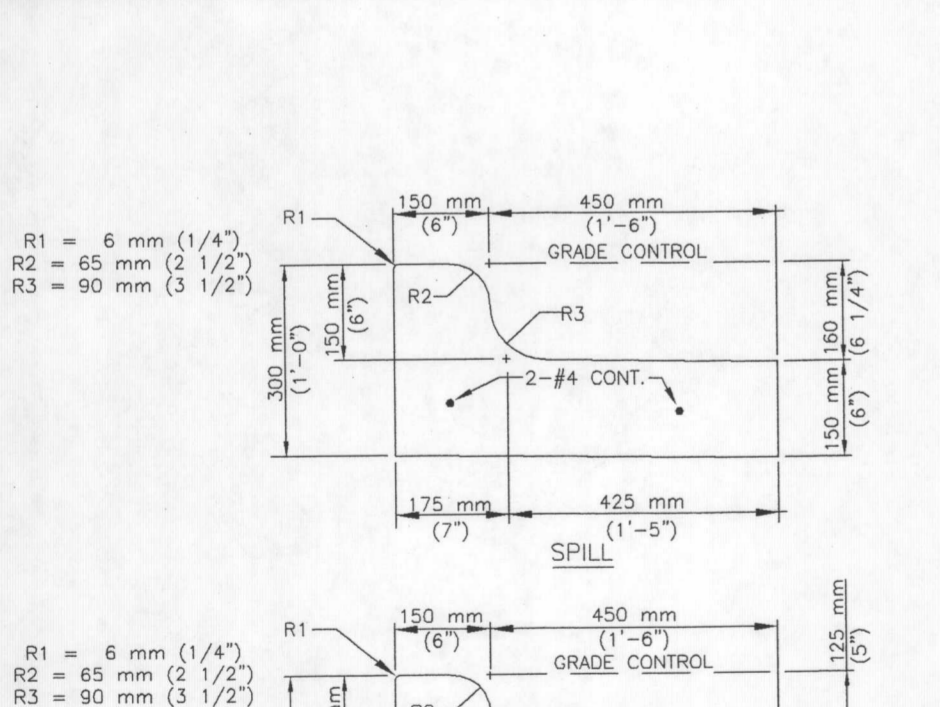 150 mm
(6")
450 mm
(1'-6")
R1
R1 = 6 mm (1/4")
R2 = 65 mm (2 1/2")
R3 = 90 mm (3 1/2")
GRADE CONTROL
R2
R3
300 mm
(1'-0")
150 mm
(6")
160 mm
(6 1/4")
2-#4 CONT.
150 mm
(6")
175 mm
(7")
425 mm
(1'-5")
SPILL
150 mm
(6")
450 mm
(1'-6")
125 mm
(5")
R1
R1 = 6 mm (1/4")
R2 = 65 mm (2 1/2")
R3 = 90 mm (3 1/2")
GRADE CONTROL